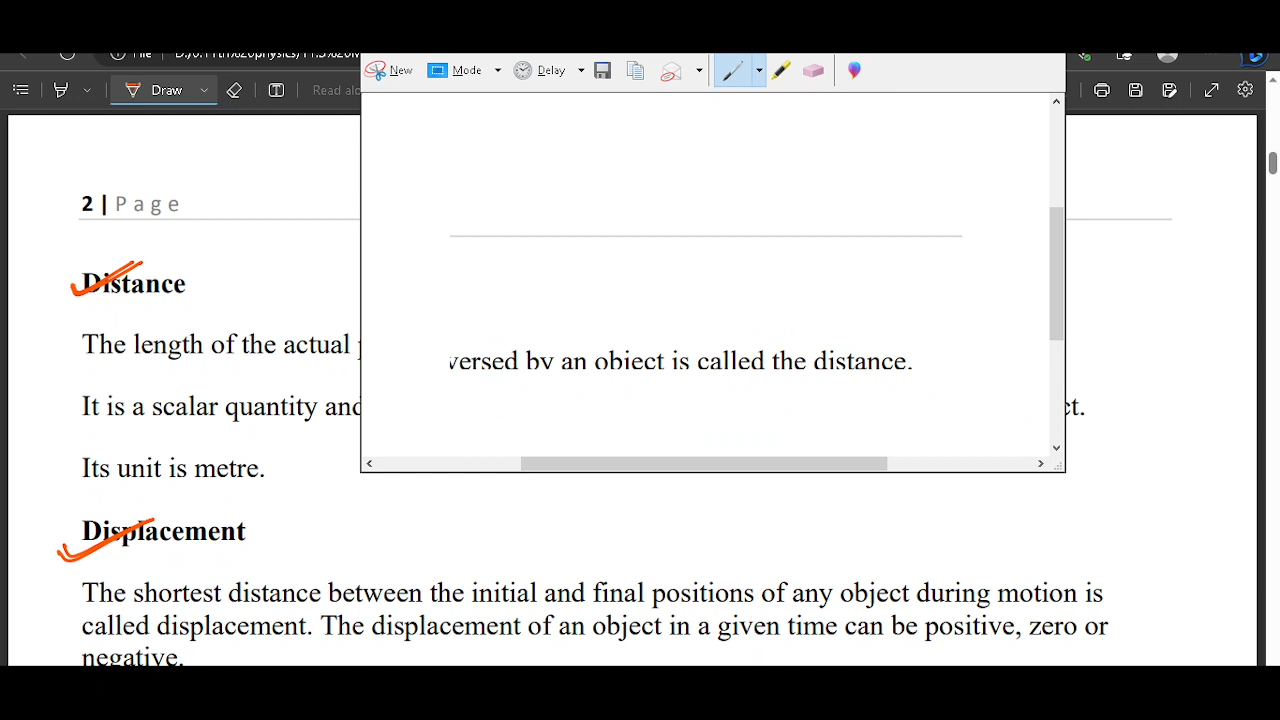 New Mode Delay
Draw Read alo
2 | P a g e
Distance
The length of the actual
versed by an object is called the distance.
It is a scalar quantity and
ct.
Its unit is metre.
Displacement
The shortest distance between the initial and final positions of any object during motion is
called displacement. The displacement of an object in a given time can be positive, zero or
negative.